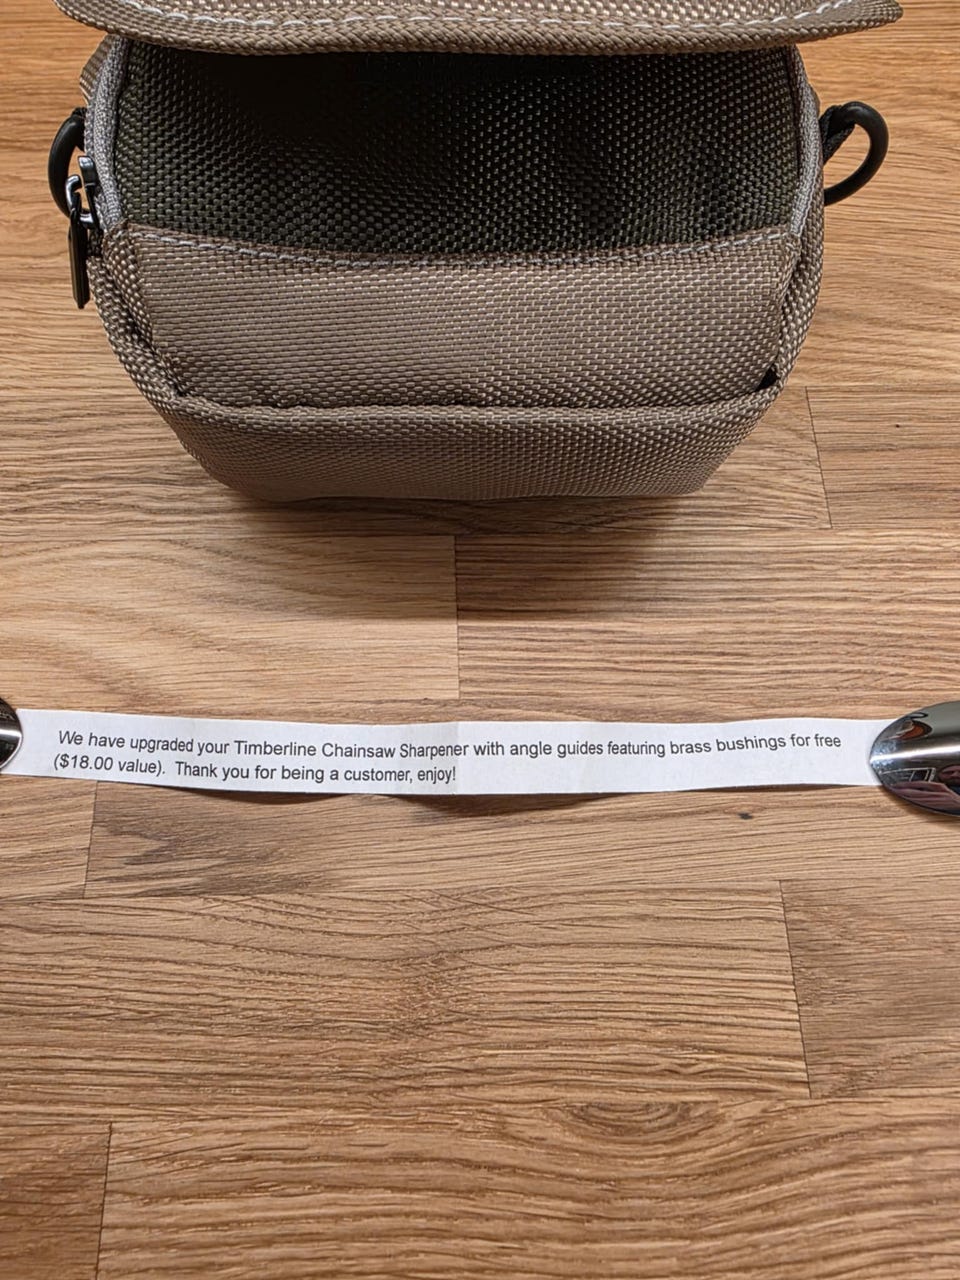 We have upgraded your Timberline Chainsaw Sharpener with angle guides featuring brass bushings for free
($18.00 value). Thank you for being a customer, enjoy!